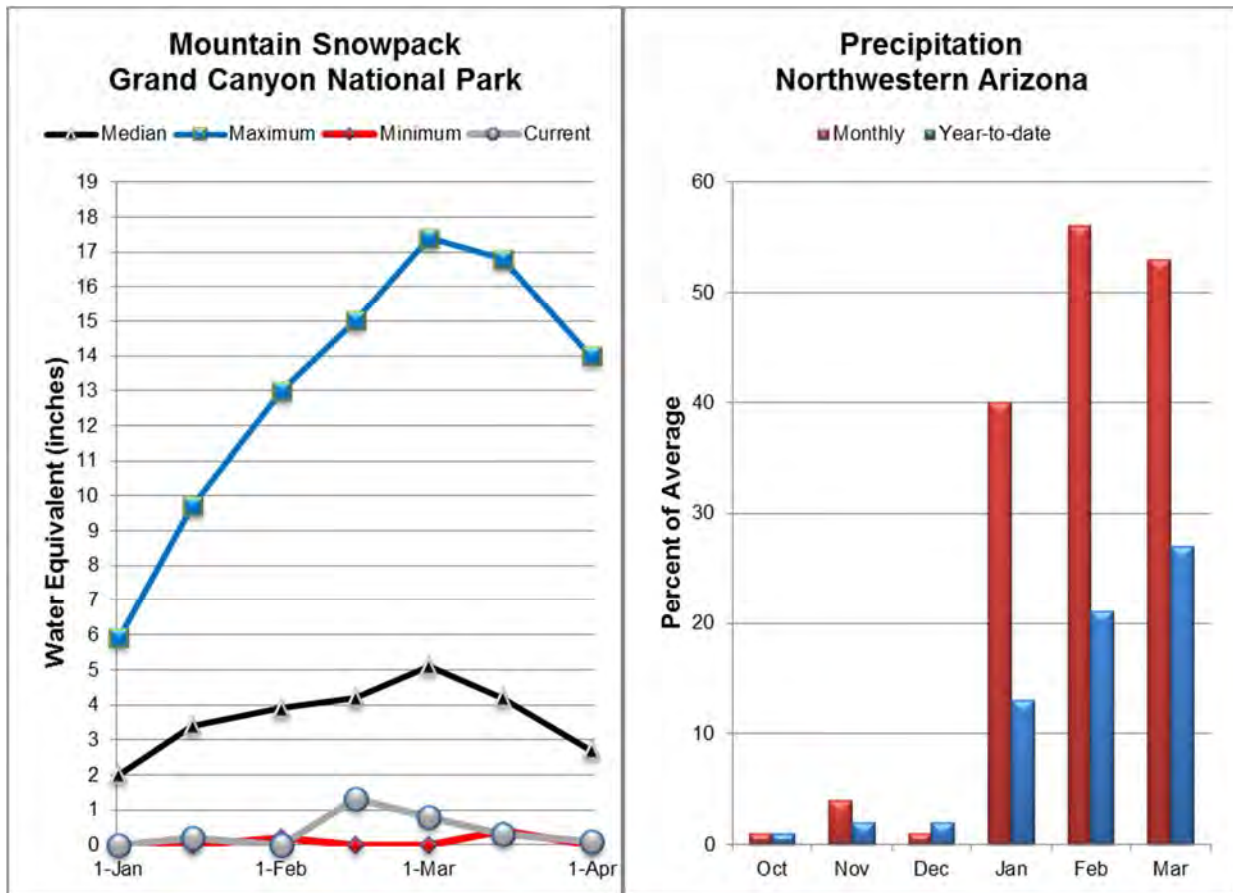 Mountain Snowpack
Grand Canyon National Park
Median Maximum Minimum Current
Water Equivalent (inches)
19
18
17
16
15
14
13
12
11
10
9
8
7
6
5
4
3
2
1
0
1-Jan 1-Feb 1-Mar 1-Apr
Precipitation
Northwestern Arizona
Monthly Year-to-date
Percent of Average
60
50
40
30
20
10
0
Oct Nov Dec Jan Feb Mar